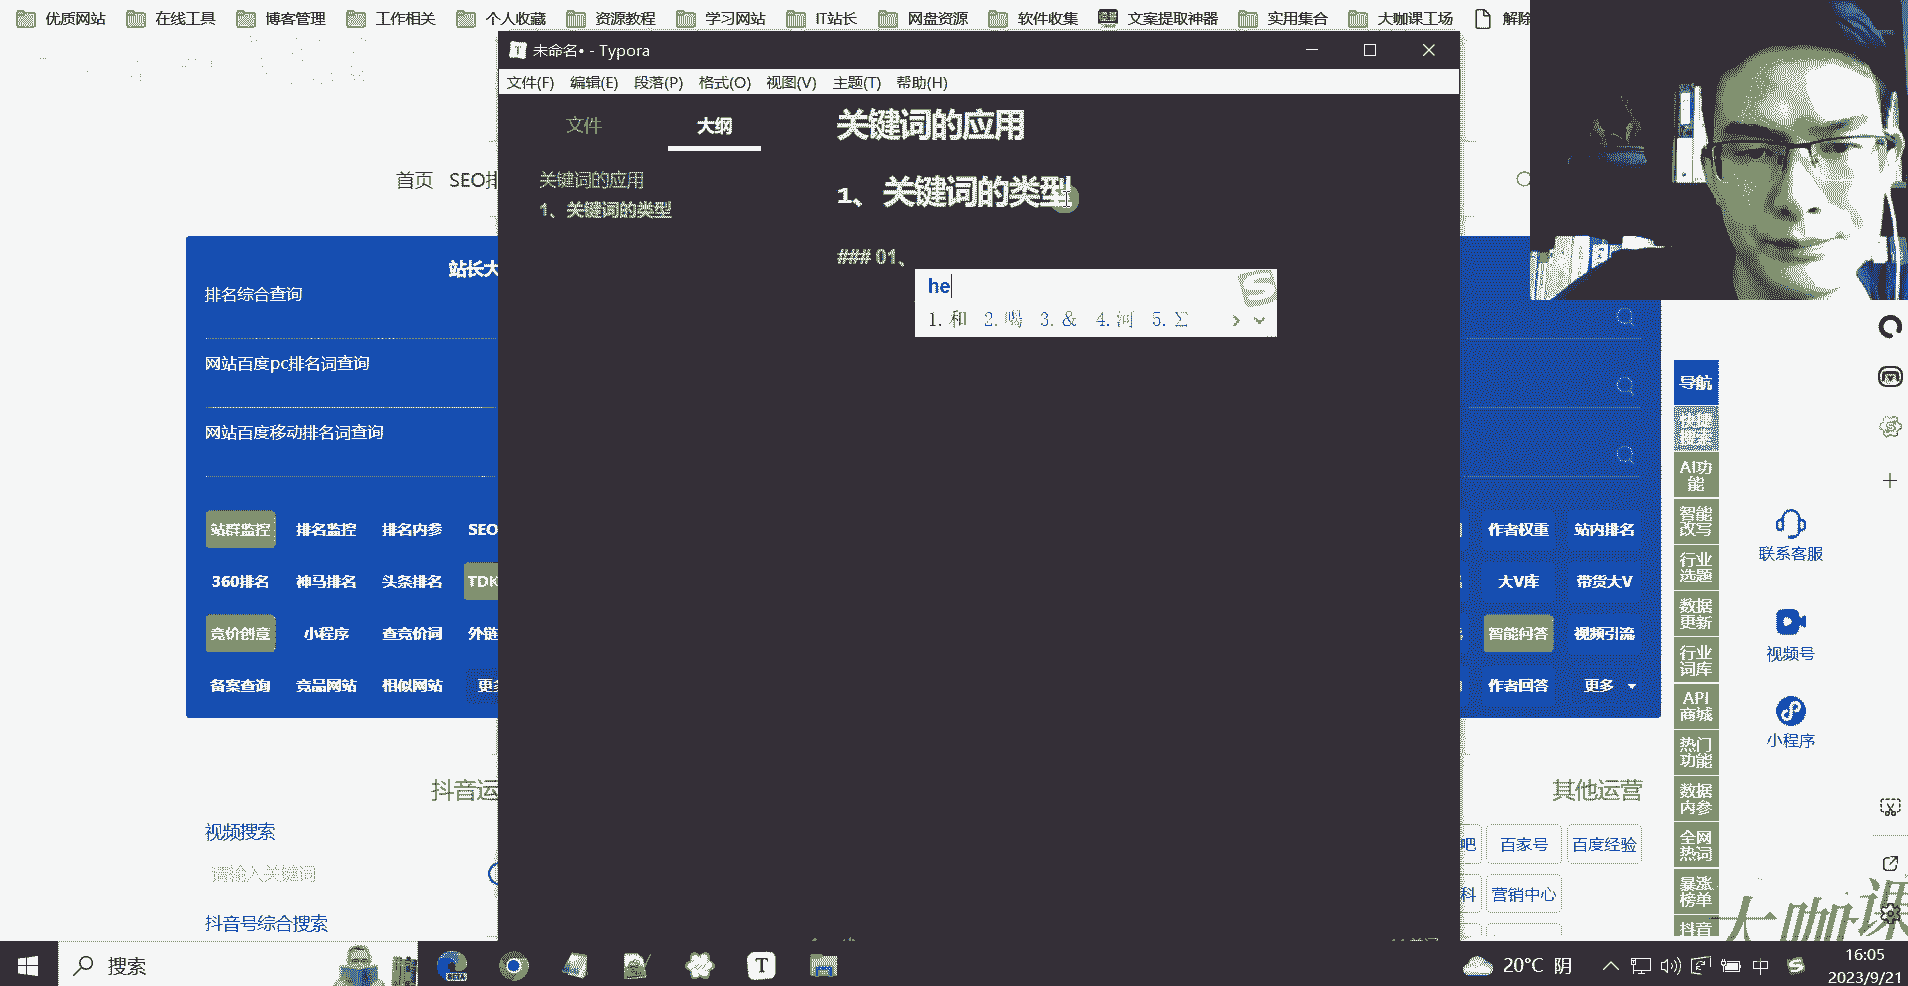 优质网站 在线工具 博客管理 工作相关 个人收藏 资源教程 学习网站 IT站长 网盘资源 软件收集 文案提取神器 实用集合 大咖课工场 解除
T 未命名• - Typora
文件(F) 编辑(E) 段落(P) 格式(O) 视图(V) 主题(T) 帮助(H)
文件 大纲
关键词的应用
1、关键词的类型
关键词的应用
1、关键词的类型
### 01、
he
1.和 2.喝 3.& 4.河 5.Σ
首页 SEO排
站长大
排名综合查询
网站百度pc排名词查询
网站百度移动排名词查询
站群监控 排名监控 排名内参 SEO
360排名 神马排名 头条排名 TDK
竞价创意 小程序 查竞价词 外链
备案查询 竞品网站 相似网站 更多
作者权重 站内排名
大V库 带货大V
智能问答 视频引流
作者回答 更多
抖音运
视频搜索
请输入关键词
抖音号综合搜索
其他运营
吧 百家号 百度经验
科 营销中心
导航
快捷
搜索
AI功
能
智能
改写
行业
选题
数据
更新
行业
词库
API
商城
热门
功能
数据
内参
全网
热词
暴涨
榜单
抖音
联系客服
视频号
小程序
大咖课
搜索
BETA
T
20°C 阴
中
16:05
2023/9/21